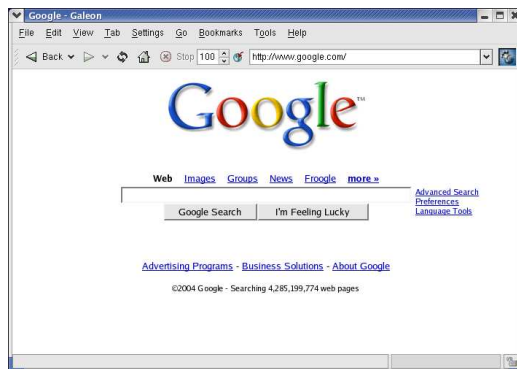 Google - Galeon
File Edit View Tab Settings Go Bookmarks Tools Help
Back Stop 100 http://www.google.com/
Google™
Web Images Groups News Froogle more »
Advanced Search
Preferences
Language Tools
Google Search I'm Feeling Lucky
Advertising Programs - Business Solutions - About Google
©2004 Google - Searching 4,285,199,774 web pages